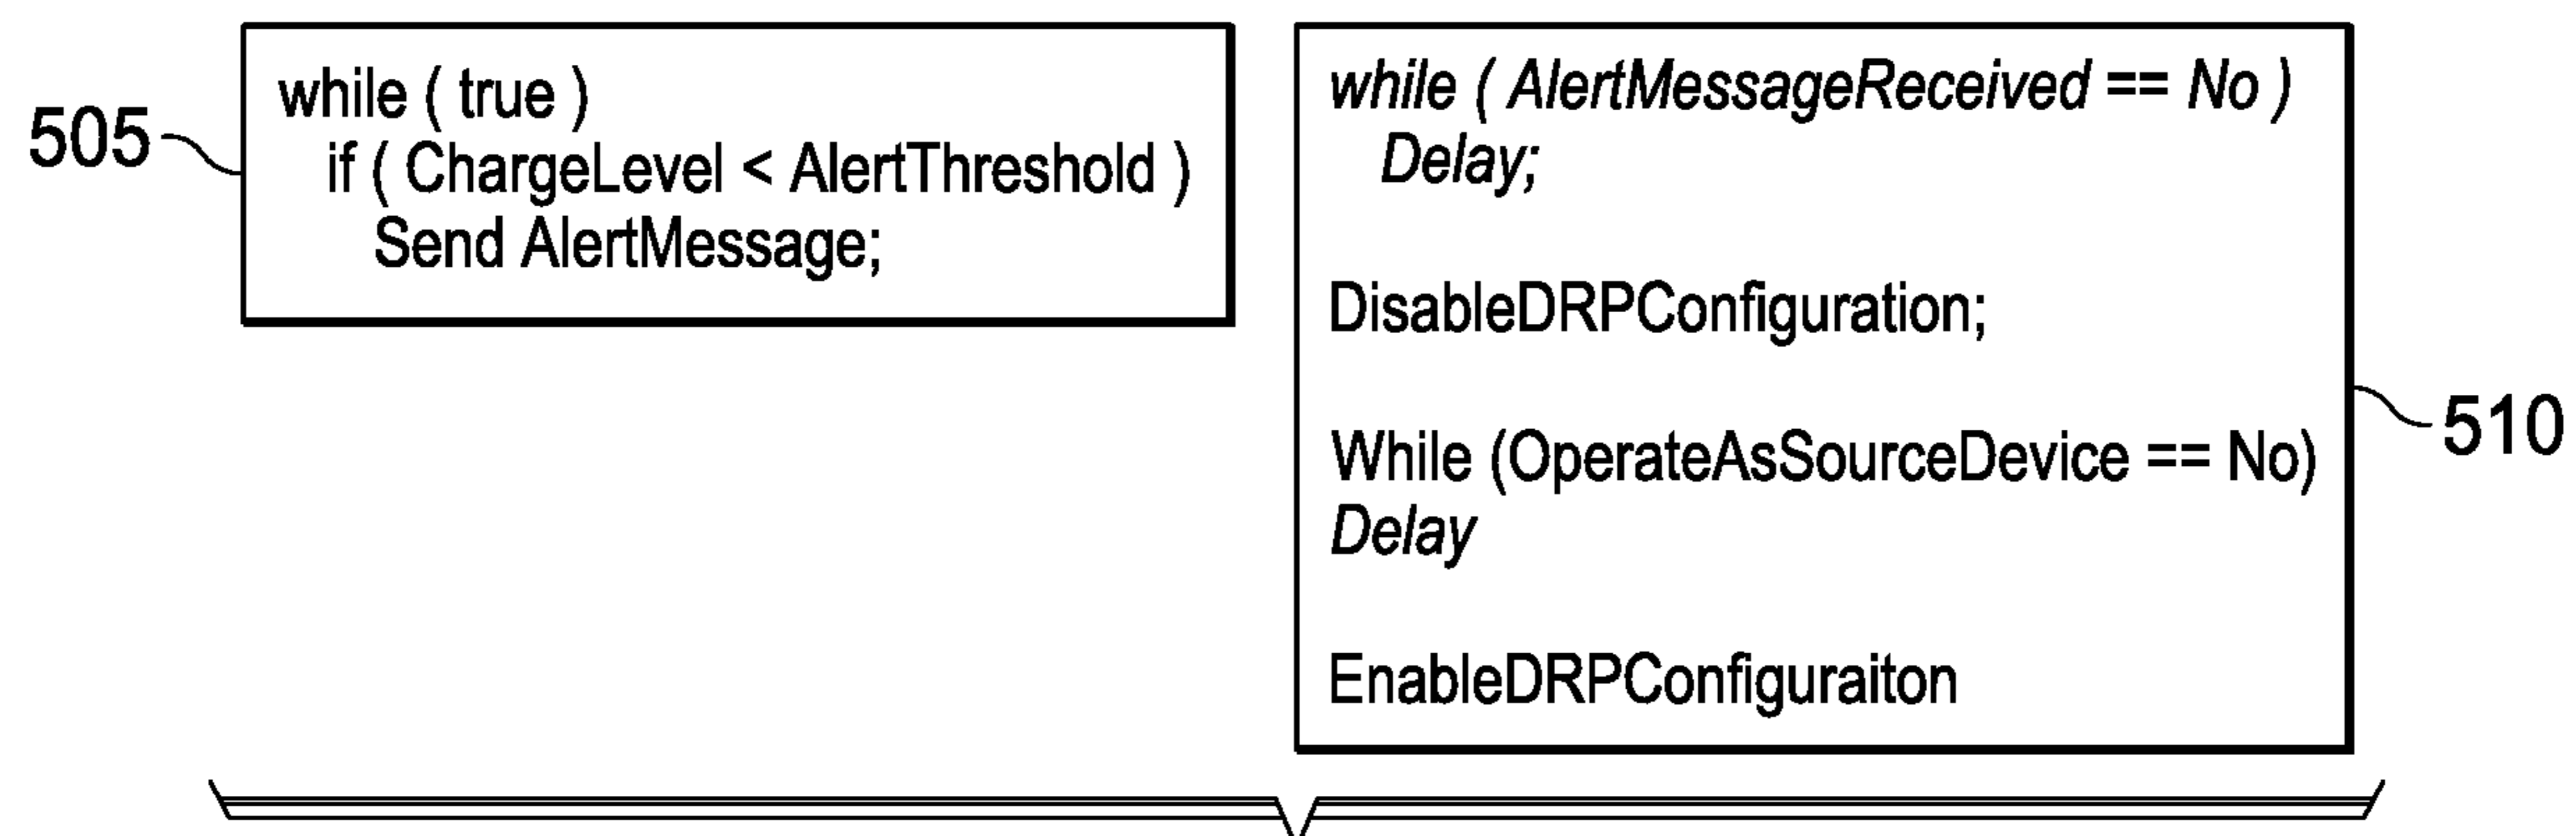 505
while ( true )
if ( ChargeLevel < AlertThreshold )
Send AlertMessage;
while ( AlertMessageReceived == No )
Delay;
DisableDRPConfiguration;
While (OperateAsSourceDevice == No)
Delay
EnableDRPConfiguraiton
510